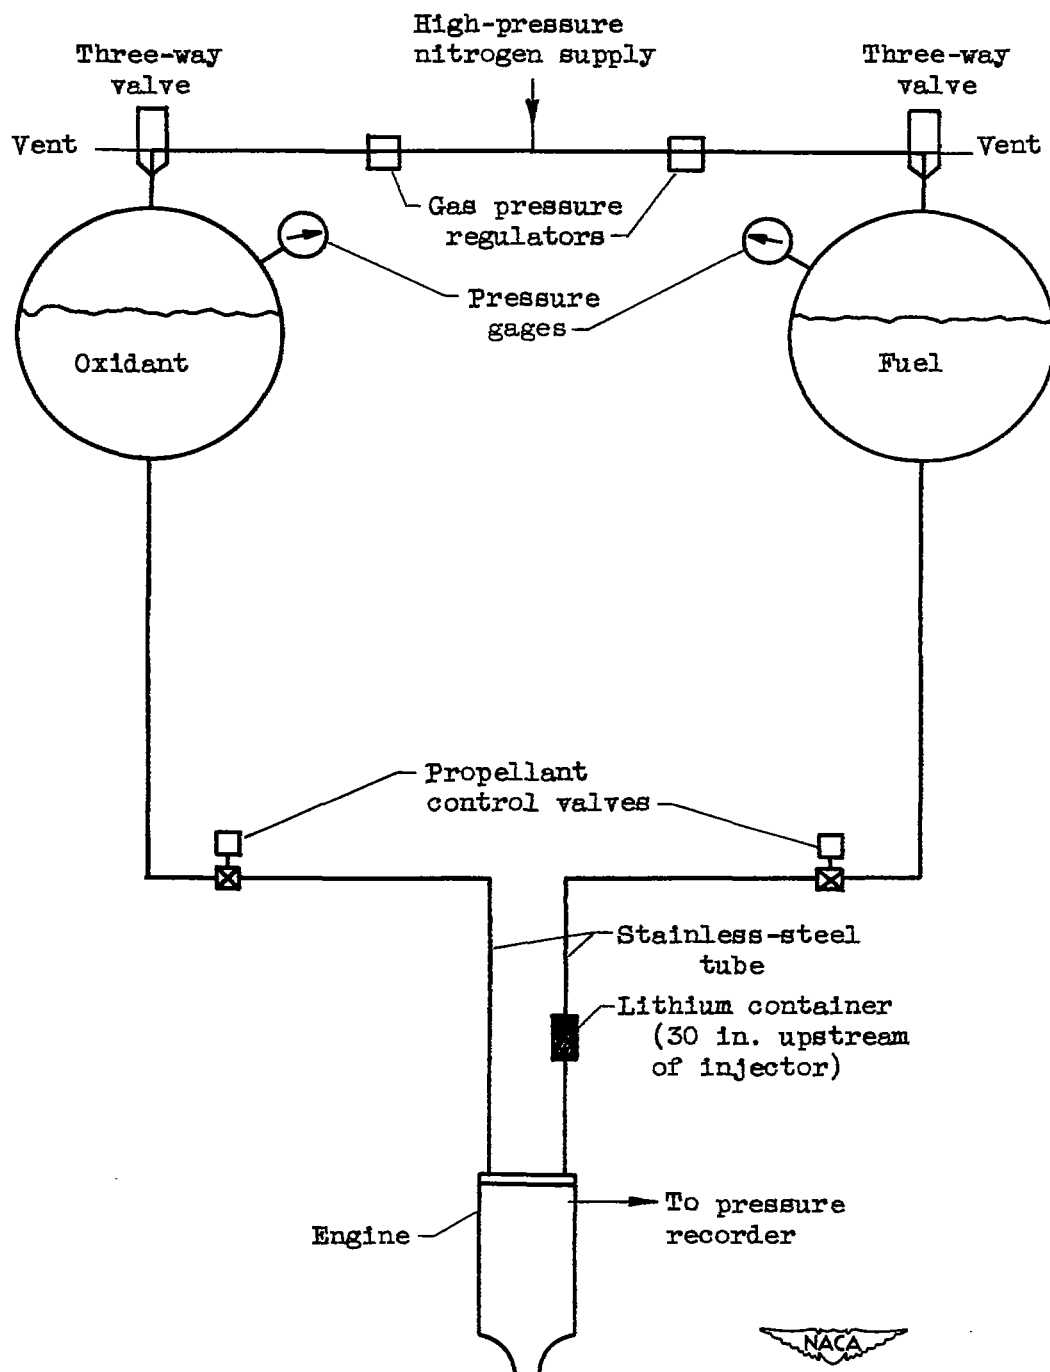 High-pressure
nitrogen supply
Three-way
valve
Three-way
valve
Vent
Vent
Gas pressure
regulators
Pressure
gages
Oxidant
Fuel
Propellant
control valves
Stainless-steel
tube
Lithium container
(30 in. upstream
of injector)
Engine
To pressure
recorder
NACA